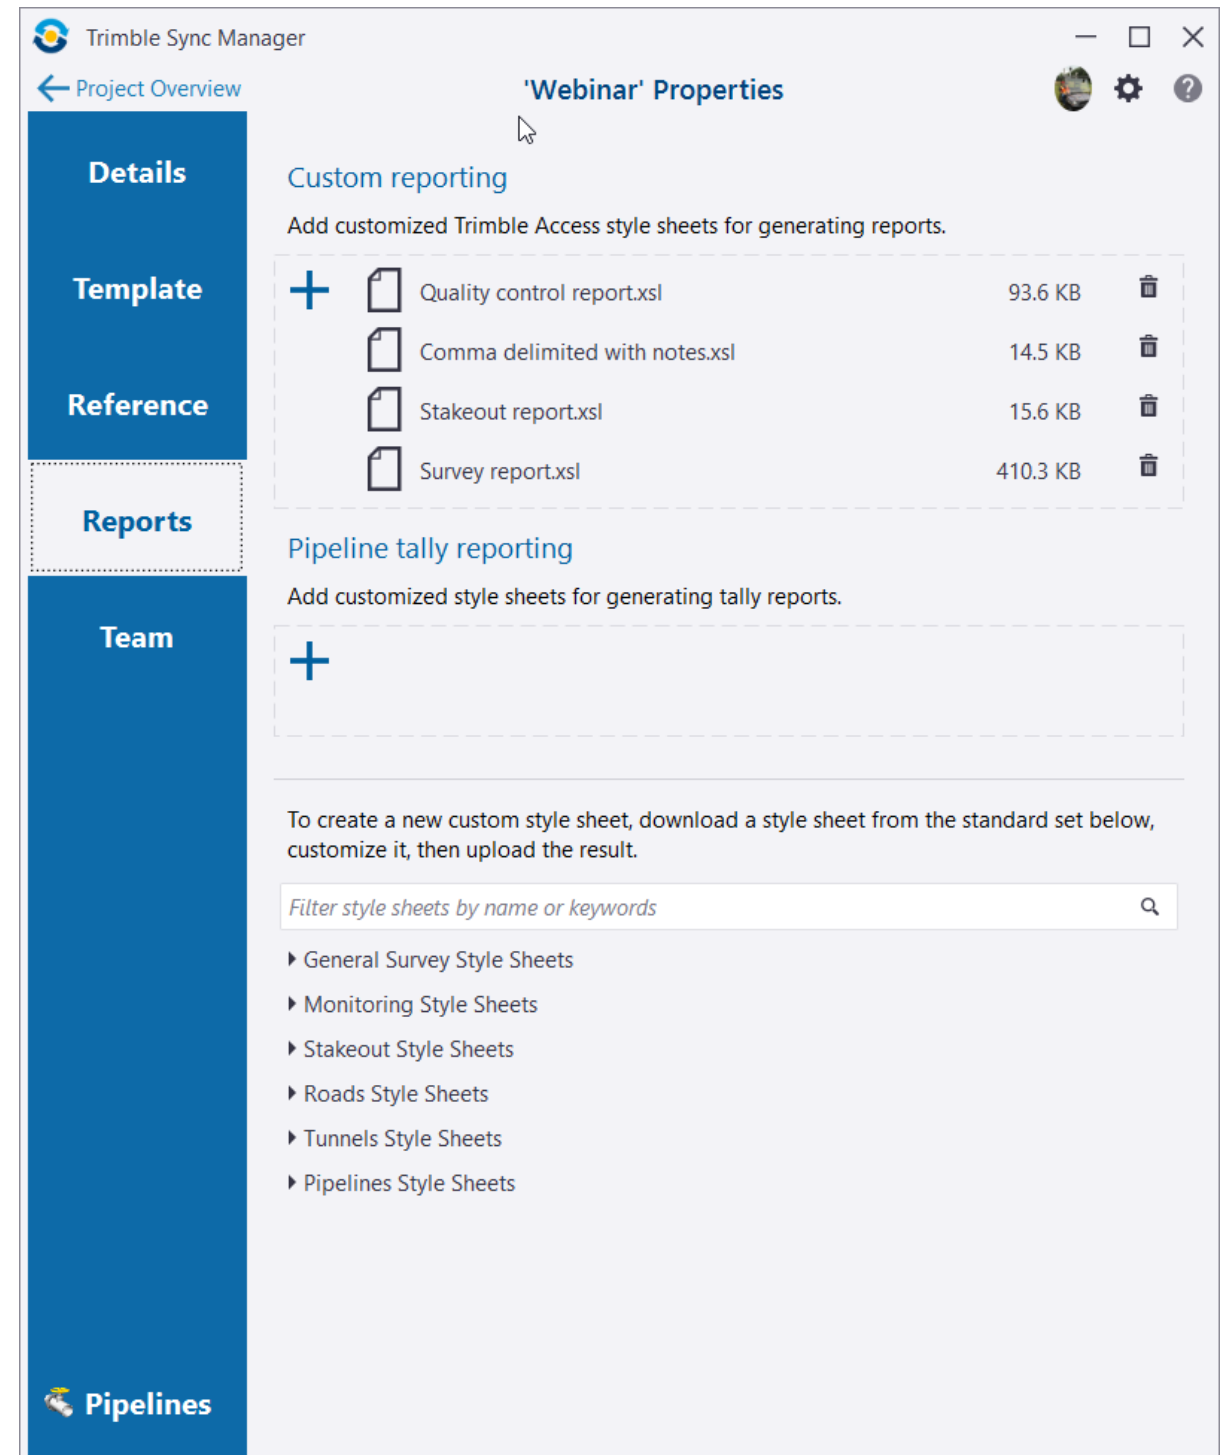 Trimble Sync Manager
Project Overview
'Webinar' Properties
Details
Template
Reference
Reports
Team
Pipelines
Custom reporting
Add customized Trimble Access style sheets for generating reports.
Quality control report.xsl 93.6 KB
Comma delimited with notes.xsl 14.5 KB
Stakeout report.xsl 15.6 KB
Survey report.xsl 410.3 KB
Pipeline tally reporting
Add customized style sheets for generating tally reports.
To create a new custom style sheet, download a style sheet from the standard set below,
customize it, then upload the result.
Filter style sheets by name or keywords
General Survey Style Sheets
Monitoring Style Sheets
Stakeout Style Sheets
Roads Style Sheets
Tunnels Style Sheets
Pipelines Style Sheets